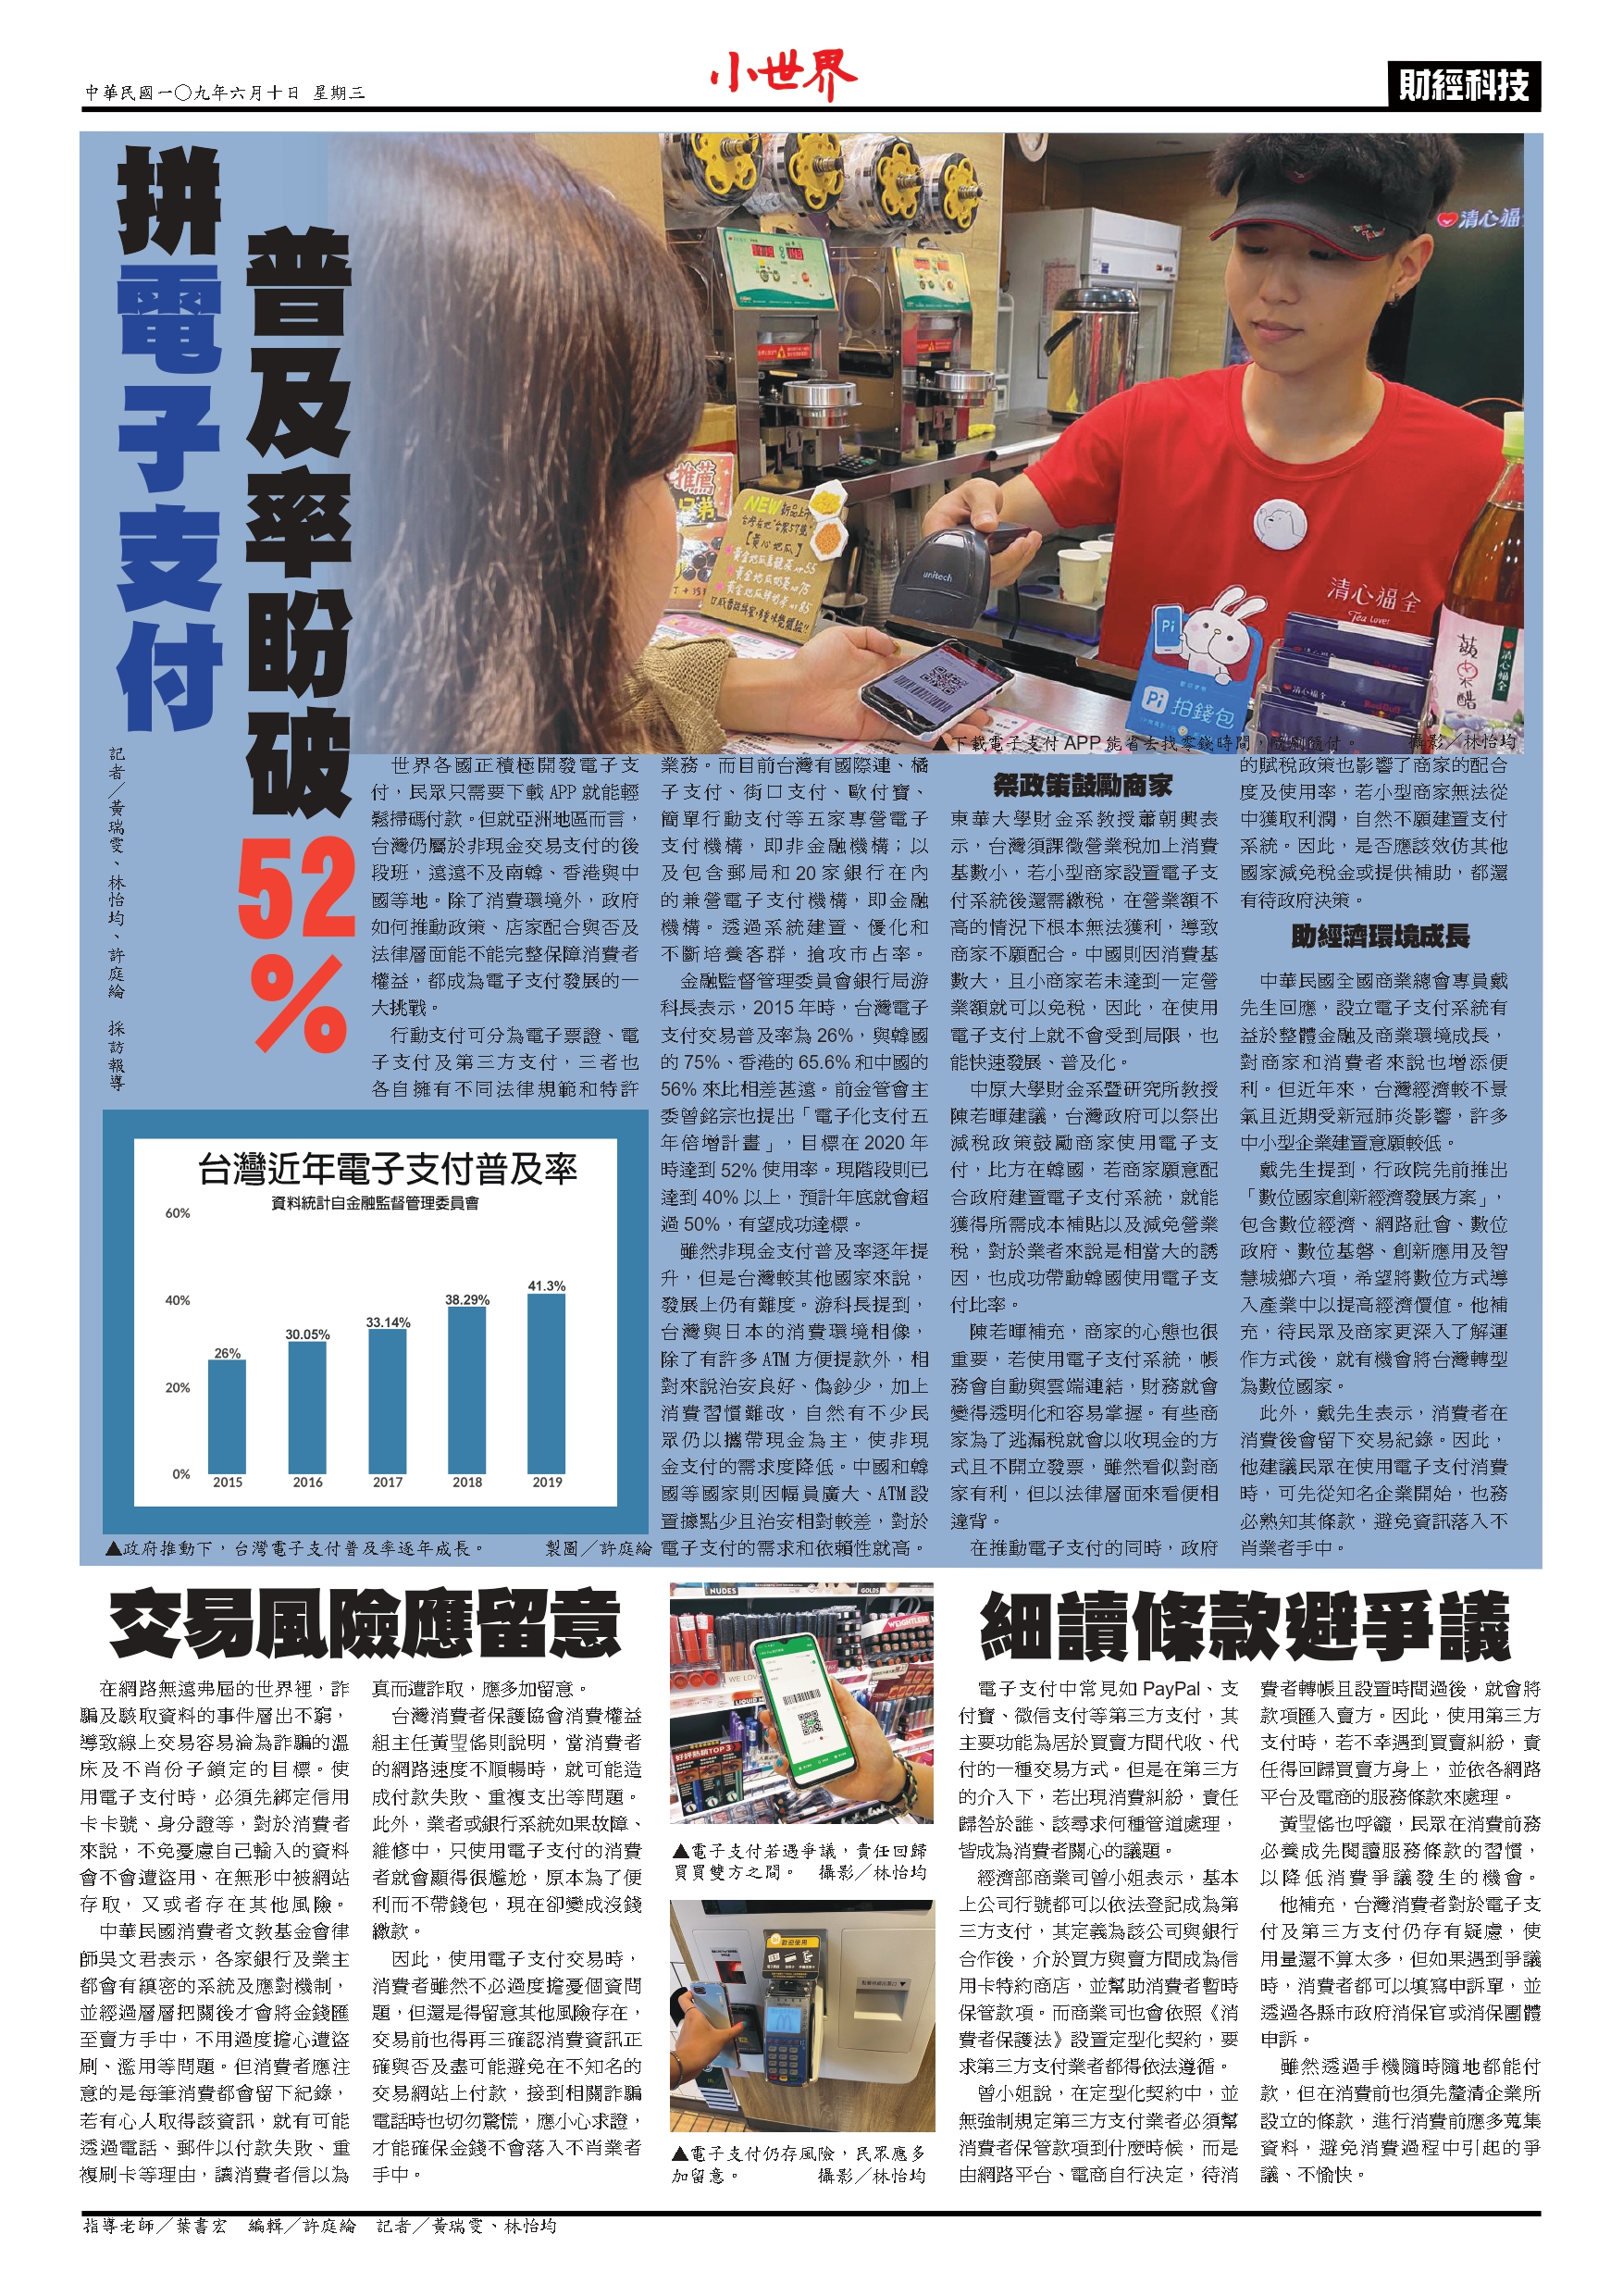 中華民國一〇九年六月十日 星期三
小世界
財經科技
拼電子支付
普及率盼破
52
%
記者╱黃瑞雯、林怡均、許庭綸 採訪報導
清心福
推薦
NEW
unitech
清心福全
Tea Lover
Pi
Pi 拍錢包
清心福全
RedBull
▲下載電子支付 APP 能省去找零錢時間，隨刷隨付。 攝影╱林怡均
世界各國正積極開發電子支
付，民眾只需要下載 APP 就能輕
鬆掃碼付款。但就亞洲地區而言，
台灣仍屬於非現金交易支付的後
段班，遠遠不及南韓、香港與中
國等地。除了消費環境外，政府
如何推動政策、店家配合與否及
法律層面能不能完整保障消費者
權益，都成為電子支付發展的一
大挑戰。
行動支付可分為電子票證、電
子支付及第三方支付，三者也
各自擁有不同法律規範和特許
業務。而目前台灣有國際連、橘
子支付、街口支付、歐付寶、
簡單行動支付等五家專營電子
支付機構，即非金融機構；以
及包含郵局和 20 家銀行在內
的兼營電子支付機構，即金融
機構。透過系統建置、優化和
不斷培養客群，搶攻市占率。
金融監督管理委員會銀行局游
科長表示，2015 年時，台灣電子
支付交易普及率為 26%，與韓國
的 75%、香港的 65.6% 和中國的
56% 來比相差甚遠。前金管會主
委曾銘宗也提出「電子化支付五
年倍增計畫」，目標在 2020 年
時達到 52% 使用率。現階段則已
達到 40% 以上，預計年底就會超
過 50%，有望成功達標。
雖然非現金支付普及率逐年提
升，但是台灣較其他國家來說，
發展上仍有難度。游科長提到，
台灣與日本的消費環境相像，
除了有許多 ATM 方便提款外，相
對來說治安良好、偽鈔少，加上
消費習慣難改，自然有不少民
眾仍以攜帶現金為主，使非現
金支付的需求度降低。中國和韓
國等國家則因幅員廣大、ATM 設
置據點少且治安相對較差，對於
電子支付的需求和依賴性就高。
祭政策鼓勵商家
東華大學財金系教授蕭朝興表
示，台灣須課徵營業稅加上消費
基數小，若小型商家設置電子支
付系統後還需繳稅，在營業額不
高的情況下根本無法獲利，導致
商家不願配合。中國則因消費基
數大，且小商家若未達到一定營
業額就可以免稅，因此，在使用
電子支付上就不會受到局限，也
能快速發展、普及化。
中原大學財金系暨研究所教授
陳若暉建議，台灣政府可以祭出
減稅政策鼓勵商家使用電子支
付，比方在韓國，若商家願意配
合政府建置電子支付系統，就能
獲得所需成本補貼以及減免營業
稅，對於業者來說是相當大的誘
因，也成功帶動韓國使用電子支
付比率。
陳若暉補充，商家的心態也很
重要，若使用電子支付系統，帳
務會自動與雲端連結，財務就會
變得透明化和容易掌握。有些商
家為了逃漏稅就會以收現金的方
式且不開立發票，雖然看似對商
家有利，但以法律層面來看便相
違背。
在推動電子支付的同時，政府
的賦稅政策也影響了商家的配合
度及使用率，若小型商家無法從
中獲取利潤，自然不願建置支付
系統。因此，是否應該效仿其他
國家減免稅金或提供補助，都還
有待政府決策。
助經濟環境成長
中華民國全國商業總會專員戴
先生回應，設立電子支付系統有
益於整體金融及商業環境成長，
對商家和消費者來說也增添便
利。但近年來，台灣經濟較不景
氣且近期受新冠肺炎影響，許多
中小型企業建置意願較低。
戴先生提到，行政院先前推出
「數位國家創新經濟發展方案」，
包含數位經濟、網路社會、數位
政府、數位基磐、創新應用及智
慧城鄉六項，希望將數位方式導
入產業中以提高經濟價值。他補
充，待民眾及商家更深入了解運
作方式後，就有機會將台灣轉型
為數位國家。
此外，戴先生表示，消費者在
消費後會留下交易紀錄。因此，
他建議民眾在使用電子支付消費
時，可先從知名企業開始，也務
必熟知其條款，避免資訊落入不
肖業者手中。
台灣近年電子支付普及率
資料統計自金融監督管理委員會
60%
40%
20%
0%
26%
30.05%
33.14%
38.29%
41.3%
2015 2016 2017 2018 2019
▲政府推動下，台灣電子支付普及率逐年成長。 製圖╱許庭綸
交易風險應留意
在網路無遠弗屆的世界裡，詐
騙及駭取資料的事件層出不窮，
導致線上交易容易淪為詐騙的溫
床及不肖份子鎖定的目標。使
用電子支付時，必須先綁定信用
卡卡號、身分證等，對於消費者
來說，不免憂慮自己輸入的資料
會不會遭盜用、在無形中被網站
存取，又或者存在其他風險。
中華民國消費者文教基金會律
師吳文君表示，各家銀行及業主
都會有縝密的系統及應對機制，
並經過層層把關後才會將金錢匯
至賣方手中，不用過度擔心遭盜
刷、濫用等問題。但消費者應注
意的是每筆消費都會留下紀錄，
若有心人取得該資訊，就有可能
透過電話、郵件以付款失敗、重
複刷卡等理由，讓消費者信以為
真而遭詐取，應多加留意。
台灣消費者保護協會消費權益
組主任黃琞傜則說明，當消費者
的網路速度不順暢時，就可能造
成付款失敗、重複支出等問題。
此外，業者或銀行系統如果故障、
維修中，只使用電子支付的消費
者就會顯得很尷尬，原本為了便
利而不帶錢包，現在卻變成沒錢
繳款。
因此，使用電子支付交易時，
消費者雖然不必過度擔憂個資問
題，但還是得留意其他風險存在，
交易前也得再三確認消費資訊正
確與否及盡可能避免在不知名的
交易網站上付款，接到相關詐騙
電話時也切勿驚慌，應小心求證，
才能確保金錢不會落入不肖業者
手中。
NUDES
GOLDS
WEIGHTLESS
好評熱銷TOP 3
▲電子支付若遇爭議，責任回歸
買賣雙方之間。 攝影╱林怡均
歡迎使用
▲電子支付仍存風險，民眾應多
加留意。 攝影╱林怡均
細讀條款避爭議
電子支付中常見如 PayPal、支
付寶、微信支付等第三方支付，其
主要功能為居於買賣方間代收、代
付的一種交易方式。但是在第三方
的介入下，若出現消費糾紛，責任
歸咎於誰、該尋求何種管道處理，
皆成為消費者關心的議題。
經濟部商業司曾小姐表示，基本
上公司行號都可以依法登記成為第
三方支付，其定義為該公司與銀行
合作後，介於買方與賣方間成為信
用卡特約商店，並幫助消費者暫時
保管款項。而商業司也會依照《消
費者保護法》設置定型化契約，要
求第三方支付業者都得依法遵循。
曾小姐說，在定型化契約中，並
無強制規定第三方支付業者必須幫
消費者保管款項到什麼時候，而是
由網路平台、電商自行決定，待消
費者轉帳且設置時間過後，就會將
款項匯入賣方。因此，使用第三方
支付時，若不幸遇到買賣糾紛，責
任得回歸買賣方身上，並依各網路
平台及電商的服務條款來處理。
黃琞傜也呼籲，民眾在消費前務
必養成先閱讀服務條款的習慣，
以降低消費爭議發生的機會。
他補充，台灣消費者對於電子支
付及第三方支付仍存有疑慮，使
用量還不算太多，但如果遇到爭議
時，消費者都可以填寫申訴單，並
透過各縣市政府消保官或消保團體
申訴。
雖然透過手機隨時隨地都能付
款，但在消費前也須先釐清企業所
設立的條款，進行消費前應多蒐集
資料，避免消費過程中引起的爭
議、不愉快。
指導老師╱葉書宏 編輯╱許庭綸 記者╱黃瑞雯、林怡均